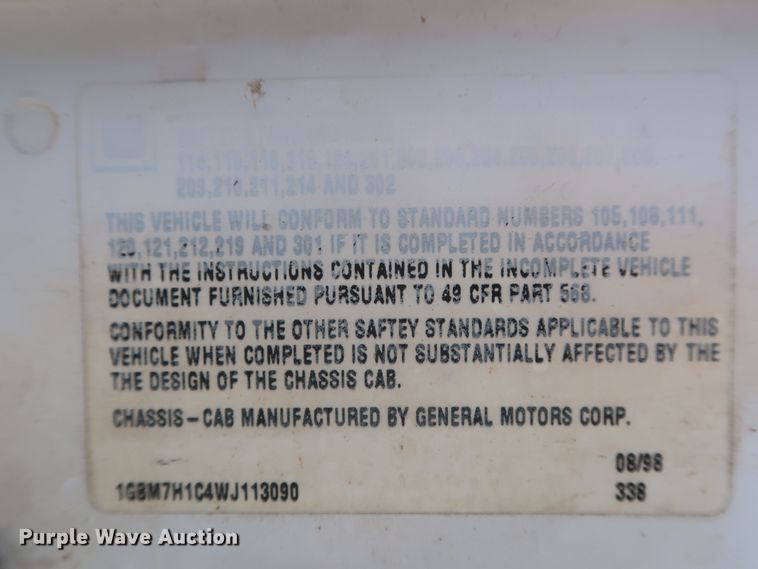 209,210,211,214 AND 302
THIS VEHICLE WILL CONFORM TO STANDARD NUMBERS 105,108,111,
120,121,212,219 AND 301 IF IT IS COMPLETED IN ACCORDANCE
WITH THE INSTRUCTIONS CONTAINED IN THE INCOMPLETE VEHICLE
DOCUMENT FURNISHED PURSUANT TO 49 CFR PART 568.
CONFORMITY TO THE OTHER SAFTEY STANDARDS APPLICABLE TO THIS
VEHICLE WHEN COMPLETED IS NOT SUBSTANTIALLY AFFECTED BY THE
THE DESIGN OF THE CHASSIS CAB.
CHASSIS-CAB MANUFACTURED BY GENERAL MOTORS CORP.
08/98
1GBM7H1C4WJ113090 338
Purple Wave Auction